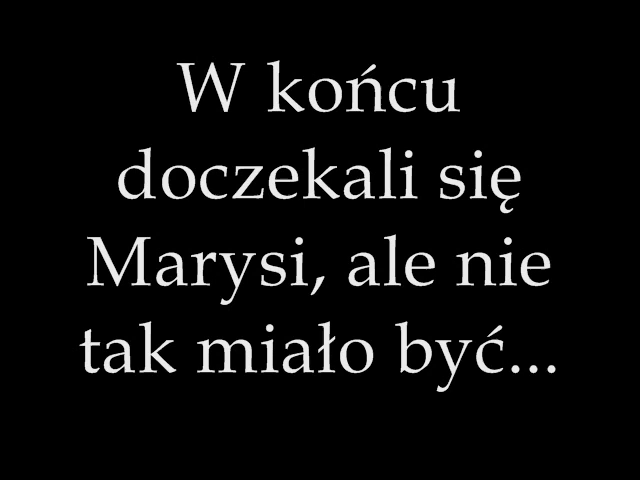 W końcu
doczekali się
Marysi, ale nie
tak miało być...